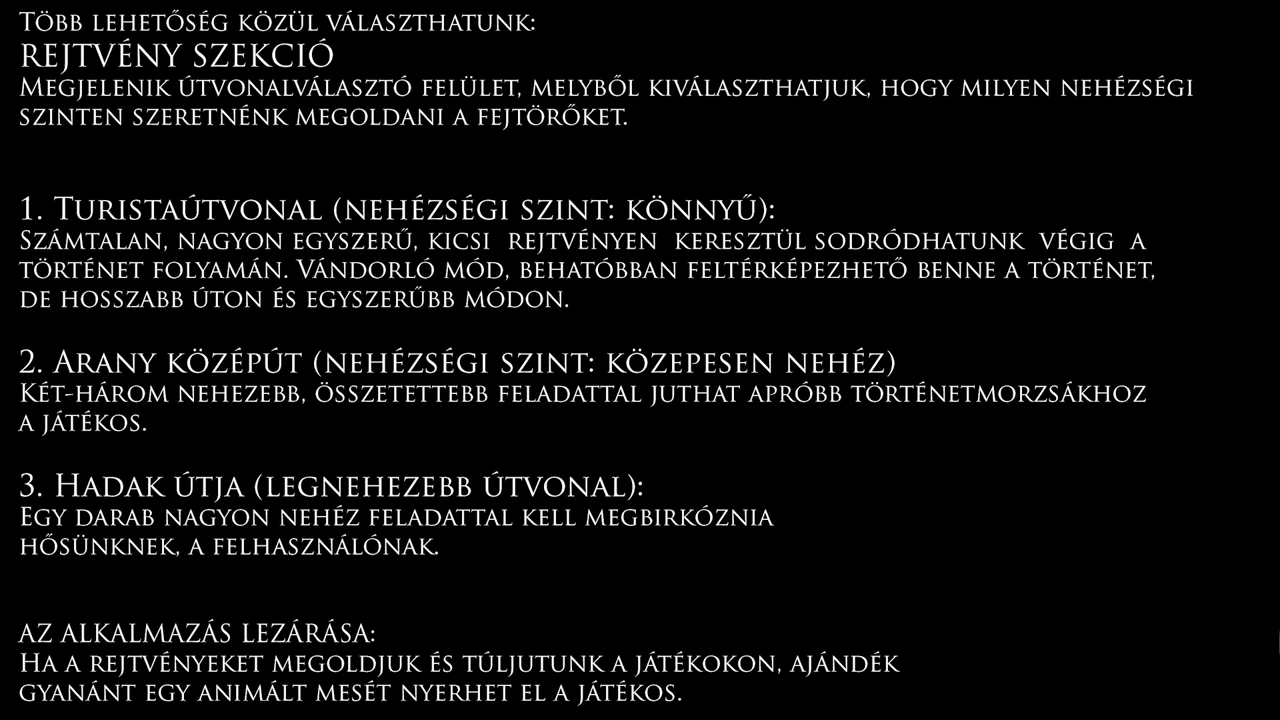 Több lehetőség közül választhatunk:
REJTVÉNY SZEKCIÓ
Megjelenik útvonalválasztó felület, melyből kiválaszthatjuk, hogy milyen nehézségi
szinten szeretnénk megoldani a fejtörőket.
1. Turistaútvonal (nehézségi szint: könnyű):
Számtalan, nagyon egyszerű, kicsi rejtvényen keresztül sodródhatunk végig a
történet folyamán. Vándorló mód, behatóbban feltérképezhető benne a történet,
de hosszabb úton és egyszerűbb módon.
2. Arany középút (nehézségi szint: közepesen nehéz)
Két-három nehezebb, összetettebb feladattal juthat apróbb történetmorzsákhoz
a játékos.
3. Hadak útja (legnehezebb útvonal):
Egy darab nagyon nehéz feladattal kell megbirkóznia
hősünknek, a felhasználónak.
az alkalmazás lezárása:
Ha a rejtvényeket megoldjuk és túljutunk a játékokon, ajándék
gyanánt egy animált mesét nyerhet el a játékos.